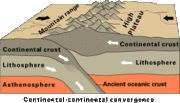 Mountain range
High Plateau
Continental crust
Continental crust
Lithosphere
Lithosphere
Asthenosphere
Ancient oceanic crust
Continental-continental convergence